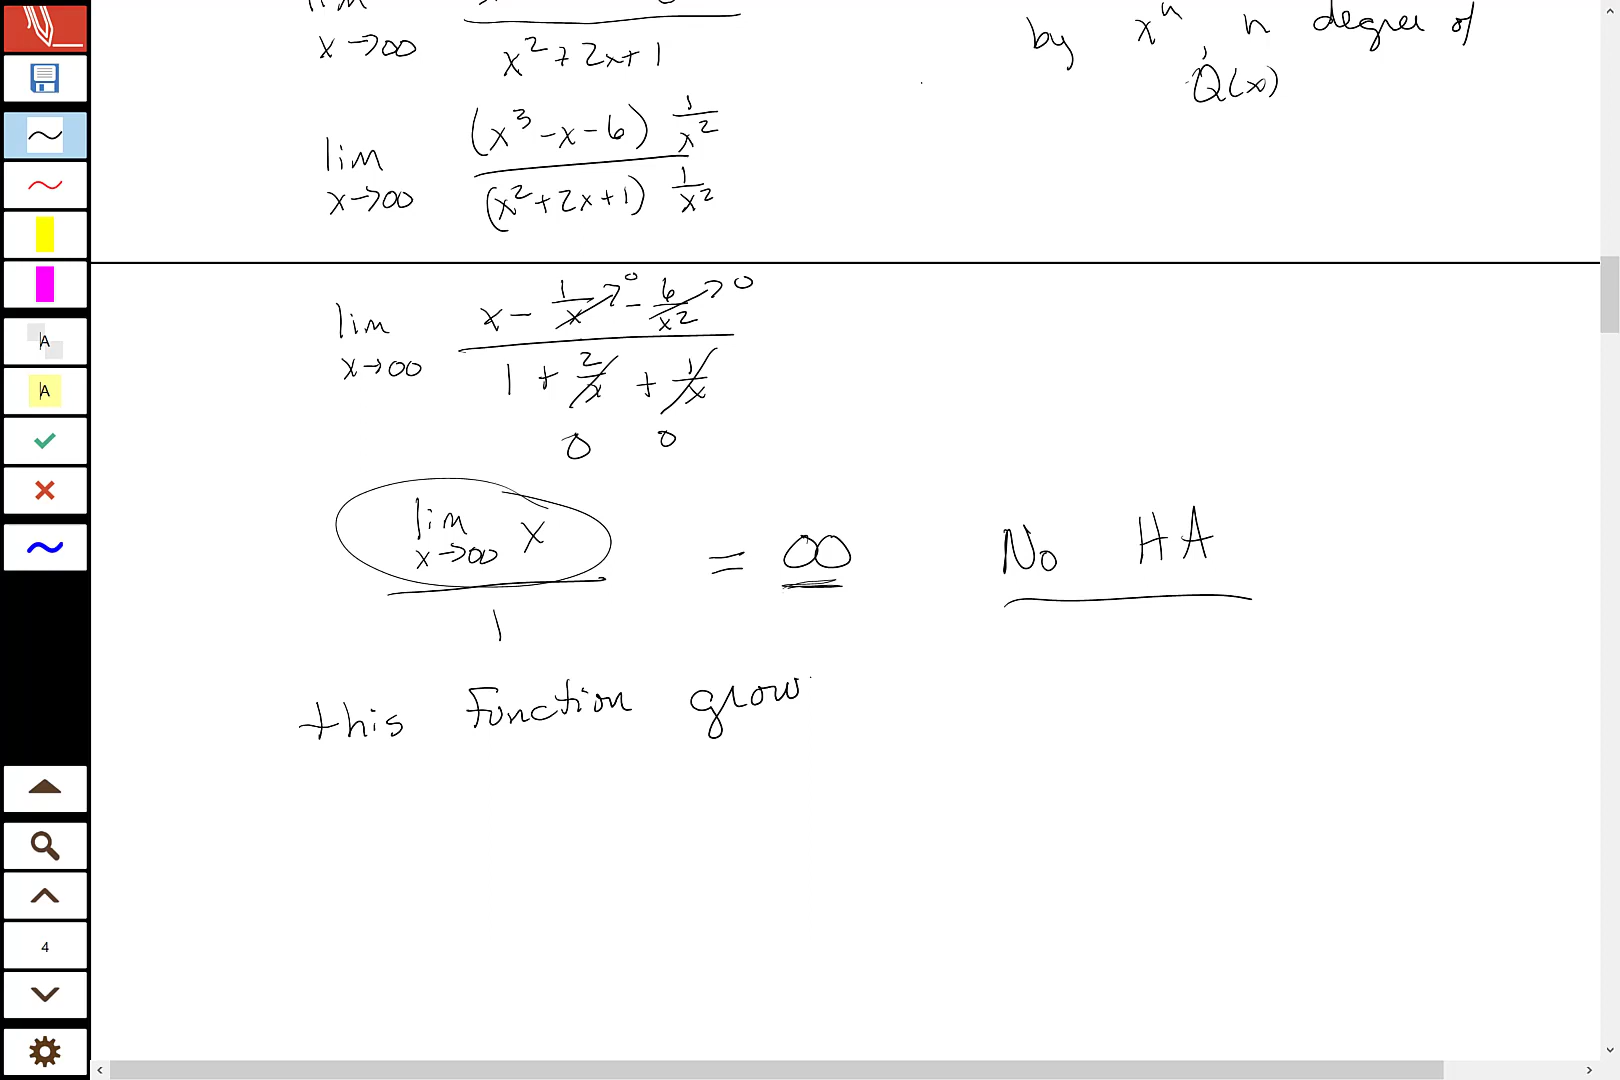 x→∞ x²+2x+1
by xⁿ, n degree of
Q(x)
lim x→∞ (x³-x-6) 1/x² / (x²+2x+1) 1/x²
lim x→∞ x - 1/x →0 - 6/x² →0 / 1 + 2/x + 1/x
0 0
lim x→∞ x / 1 = ∞ No HA
this function grow
A
A
4